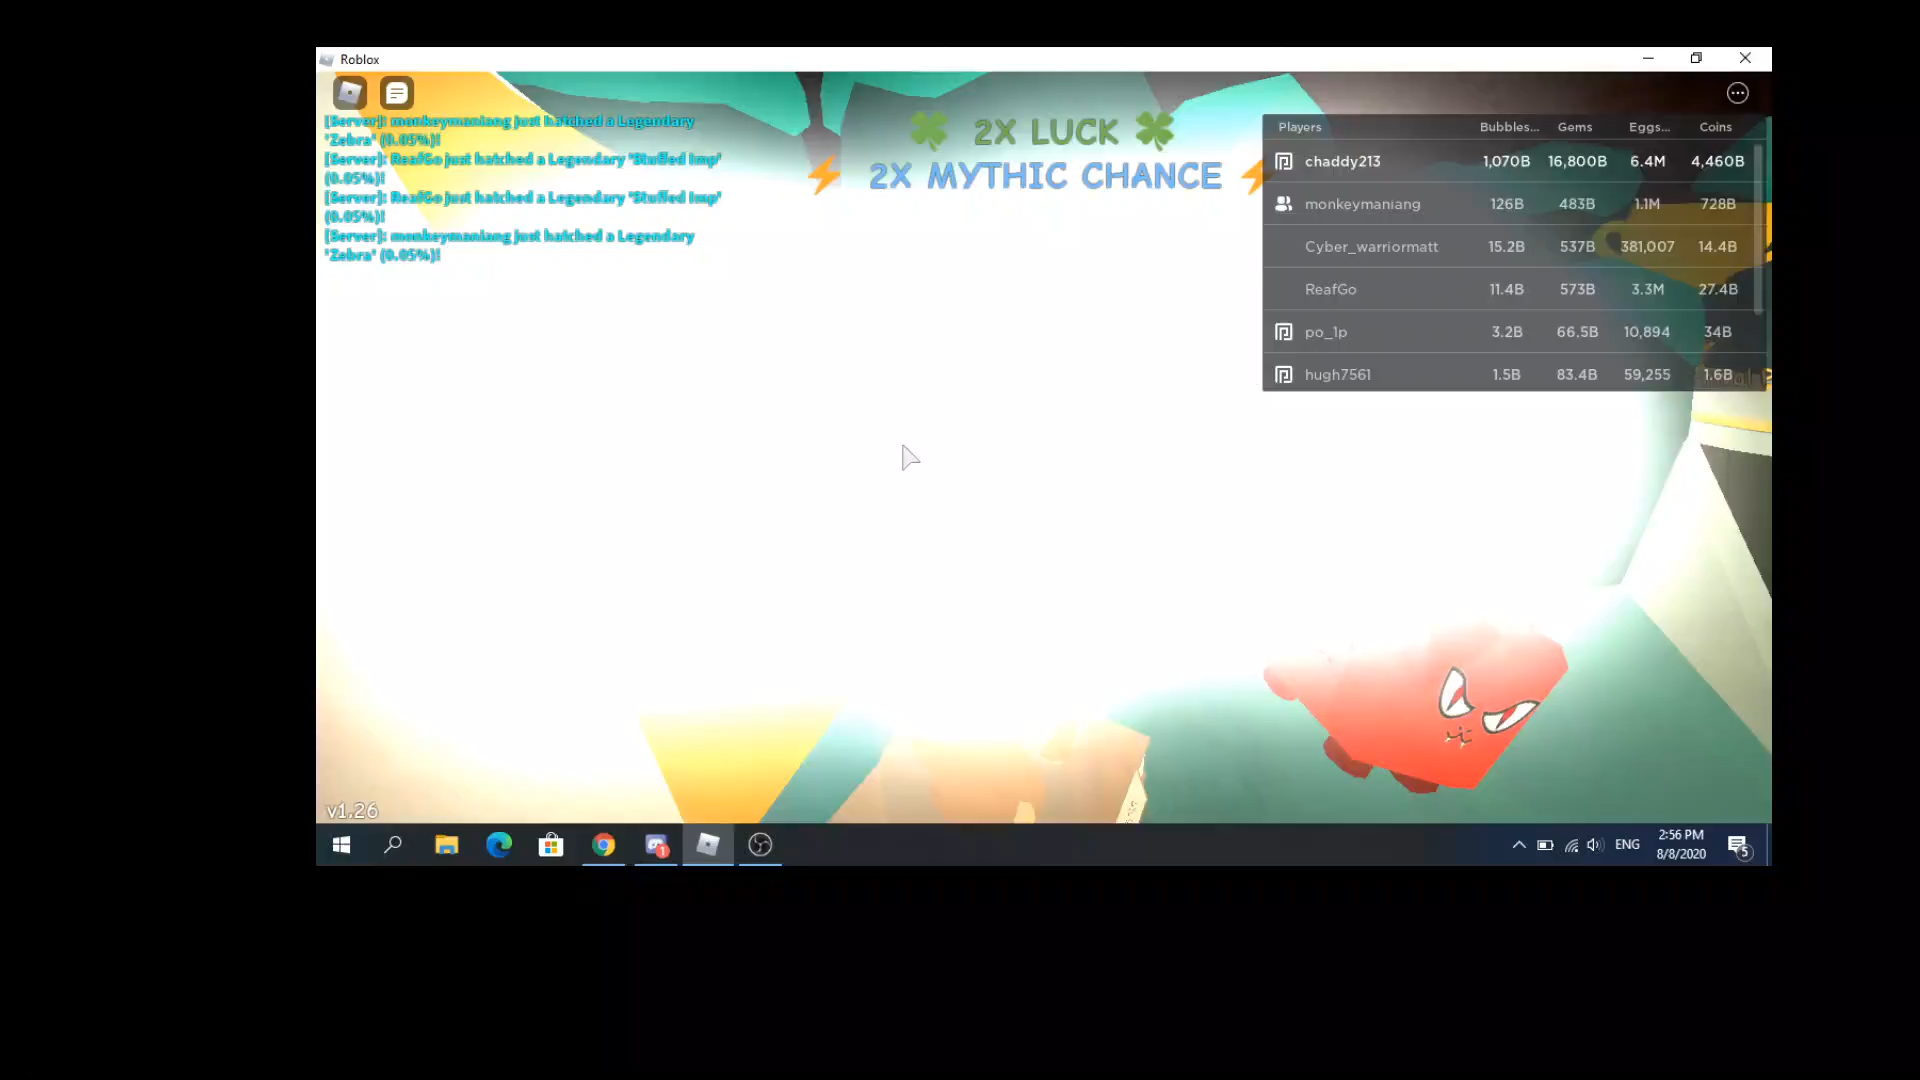 Roblox
[Server]: monkeymaniang just hatched a Legendary
'Zebra' (0.05%)!
[Server]: ReafGo just hatched a Legendary 'Stuffed Imp'
(0.05%)!
[Server]: ReafGo just hatched a Legendary 'Stuffed Imp'
(0.05%)!
[Server]: monkeymaniang just hatched a Legendary
'Zebra' (0.05%)!
2X LUCK
2X MYTHIC CHANCE
Players Bubbles... Gems Eggs... Coins
chaddy213 1,070B 16,800B 6.4M 4,460B
monkeymaniang 126B 483B 1.1M 728B
Cyber_warriormatt 15.2B 537B 381,007 14.4B
ReafGo 11.4B 573B 3.3M 27.4B
po_1p 3.2B 66.5B 10,894 34B
hugh7561 1.5B 83.4B 59,255 1.6B
v1.26
1
ENG
2:56 PM
8/8/2020
5